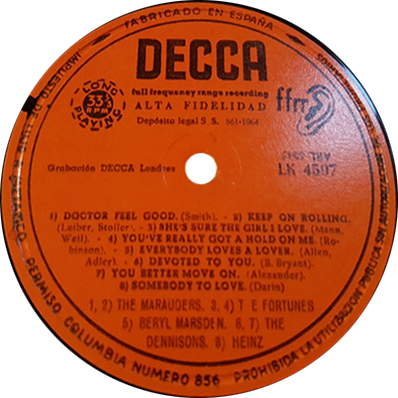 FABRICADO EN ESPAÑA
DECCA
full frequency range recording
ffrr
ALTA FIDELIDAD
Depósito legal S S. 861-1964
LONG 33⅓ RPM PLAYING
Grabación DECCA Londres
LK 4597
1) DOCTOR FEEL GOOD. (Smith). - 2) KEEP ON ROLLING.
(Leiber, Stoller. - 3) SHE'S SURE THE GIRL I LOVE. (Mann,
Weil). - 4) YOU'VE REALLY GOT A HOLD ON ME. (Ro-
binson). - 5) EVERYBODY LOVES A LOVER. (Allen,
Adler). - 6) DEVOTED TO YOU. (B. Bryant).
7) YOU BETTER MOVE ON. (Alexander).
8) SOMEBODY TO LOVE. (Darin)
1, 2) THE MARAUDERS. 3, 4) T E FORTUNES
5) BERYL MARSDEN. 6, 7) THE
DENNISONS. 8) HEINZ
PERMISO COLUMBIA NUMERO 856
PROHIBIDA LA UTILIZACION PUBLICA SIN